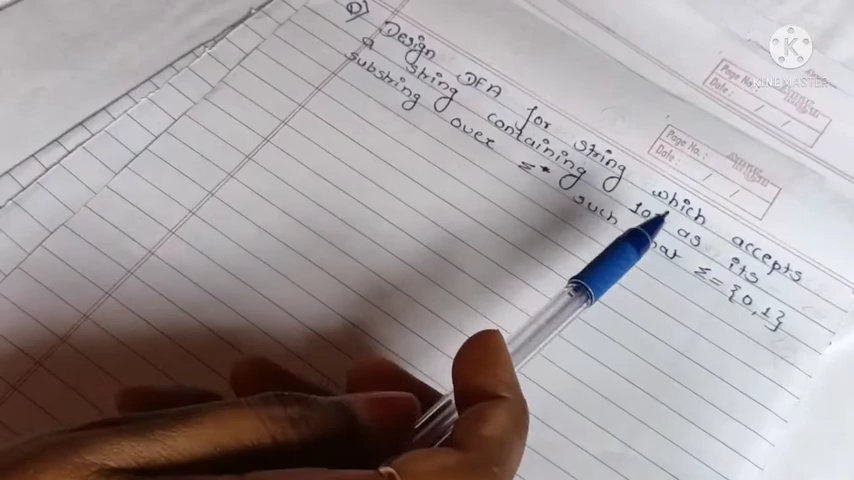 Q) Design DFA for string which accepts
a string containing as its
substring over Σ* such that Σ={0,1}
Page No.:
Date:
Page No.:
Date:
KINEMASTER